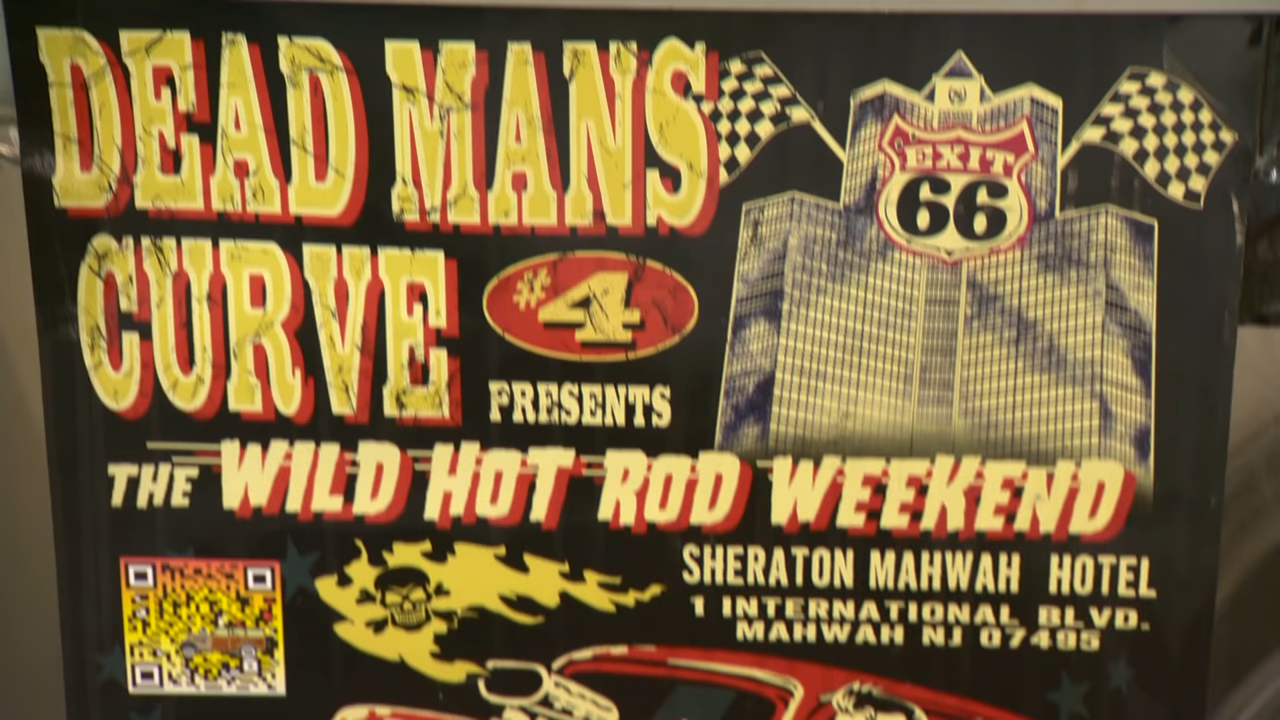 DEAD MANS
CURVE
#4
PRESENTS
EXIT
66
THE WILD HOT ROD WEEKEND
SHERATON MAHWAH HOTEL
1 INTERNATIONAL BLVD.
MAHWAH NJ 07495